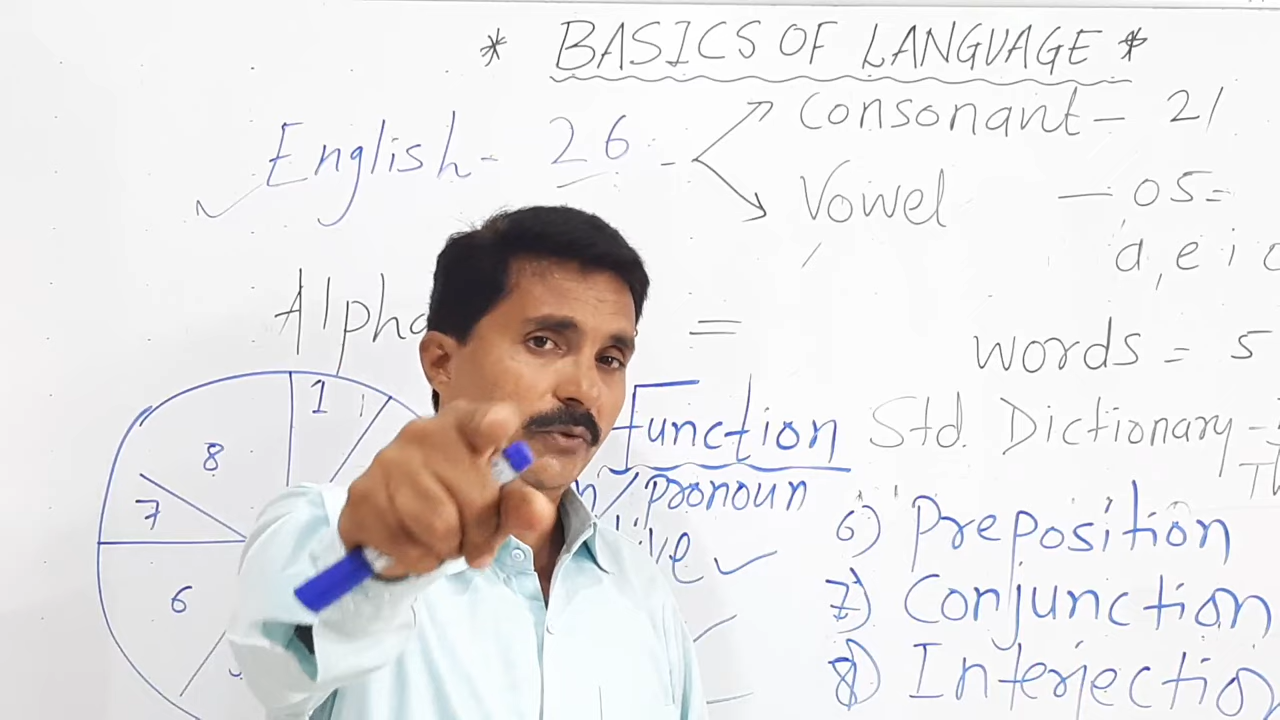 * BASICS OF LANGUAGE *
English - 26 - Consonant - 21
Vowel - 05 =
a, e i
Alpha =
words = 5
1
8
7
6
function Std. Dictionary -
/pronoun
6) Preposition
7) Conjunction
8) Interjection